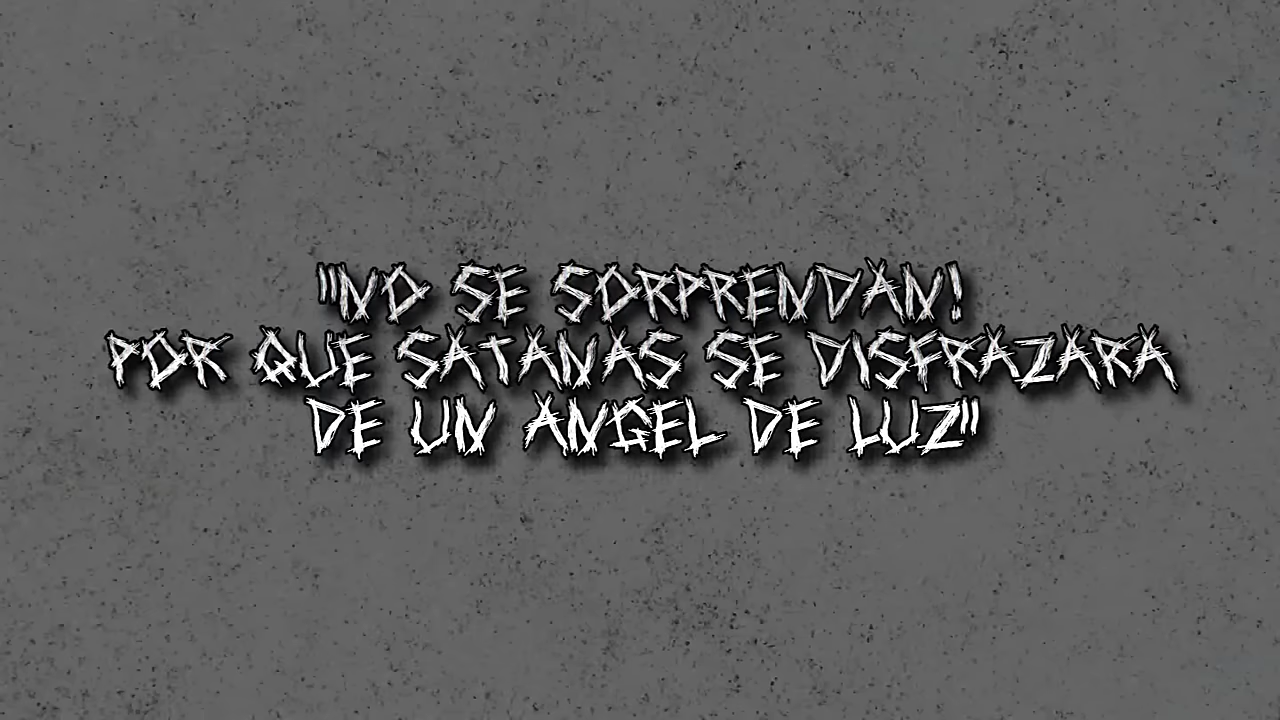 "NO SE SORPRENDAN!
POR QUE SATANAS SE DISFRAZARA
DE UN ANGEL DE LUZ"